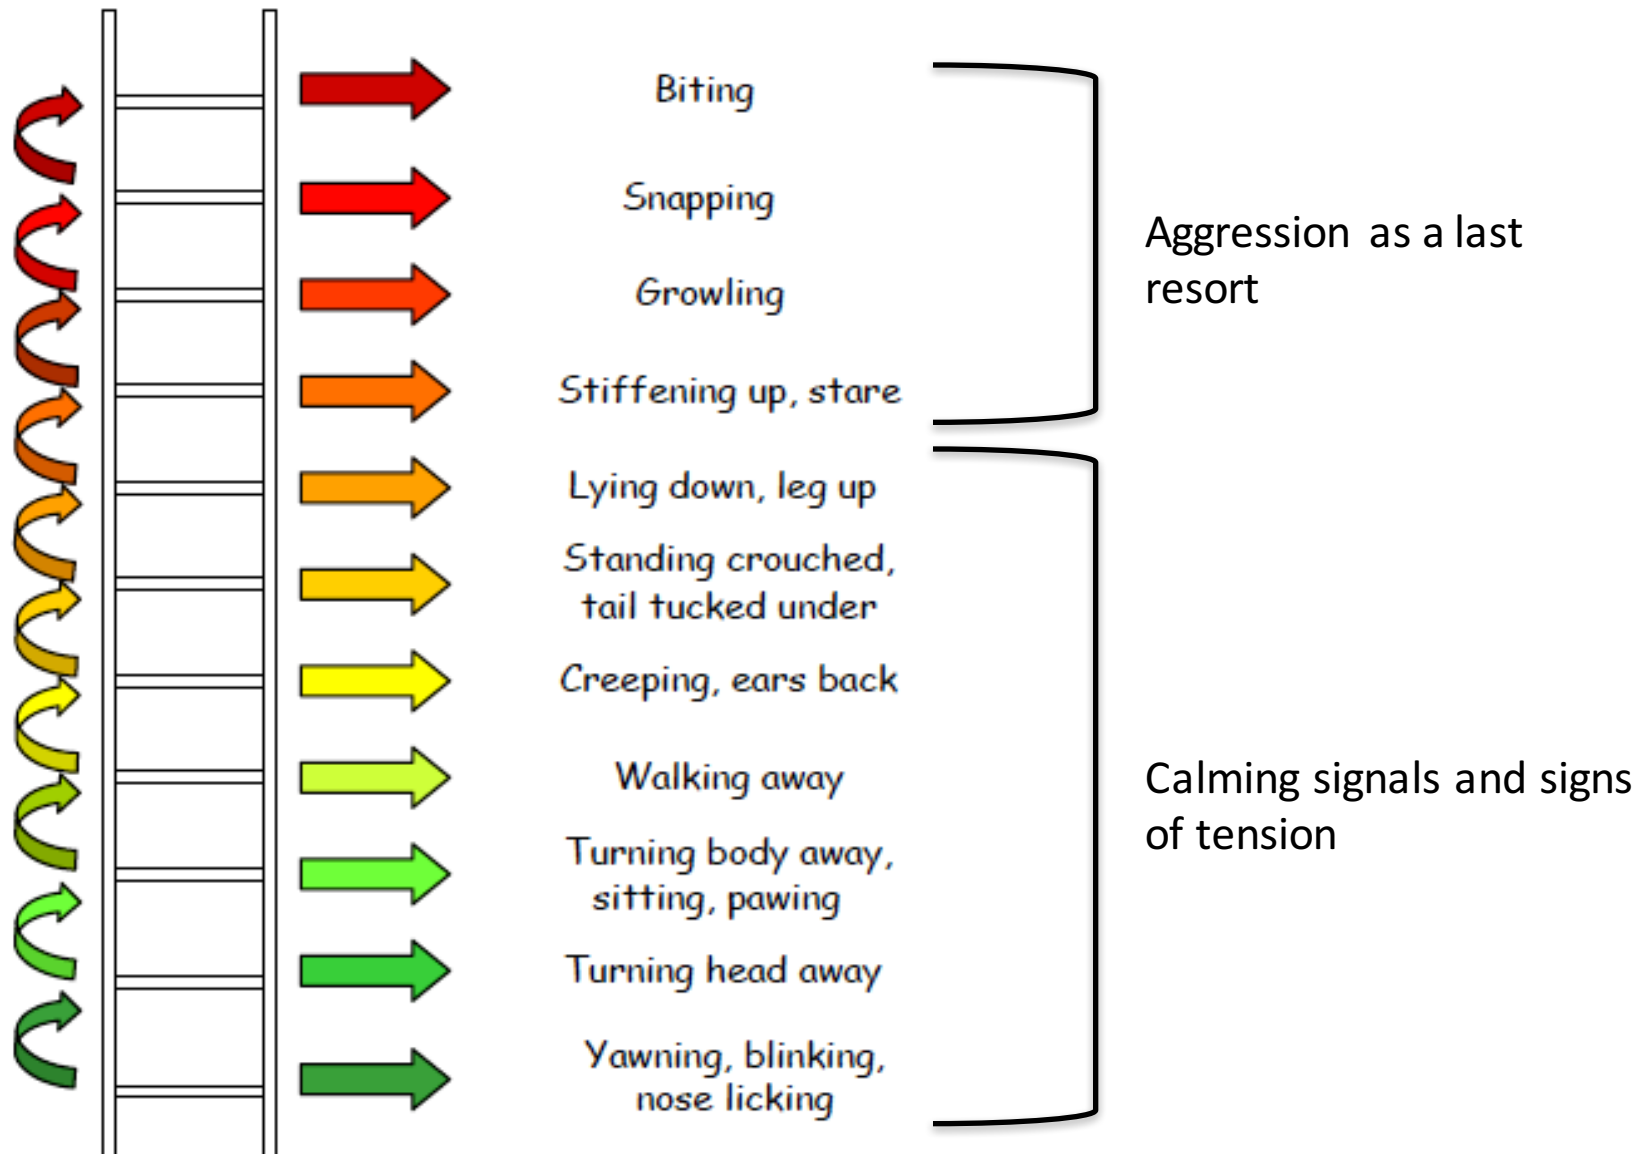 Biting
Snapping
Growling
Stiffening up, stare
Aggression as a last
resort
Lying down, leg up
Standing crouched,
tail tucked under
Creeping, ears back
Walking away
Turning body away,
sitting, pawing
Turning head away
Yawning, blinking,
nose licking
Calming signals and signs
of tension